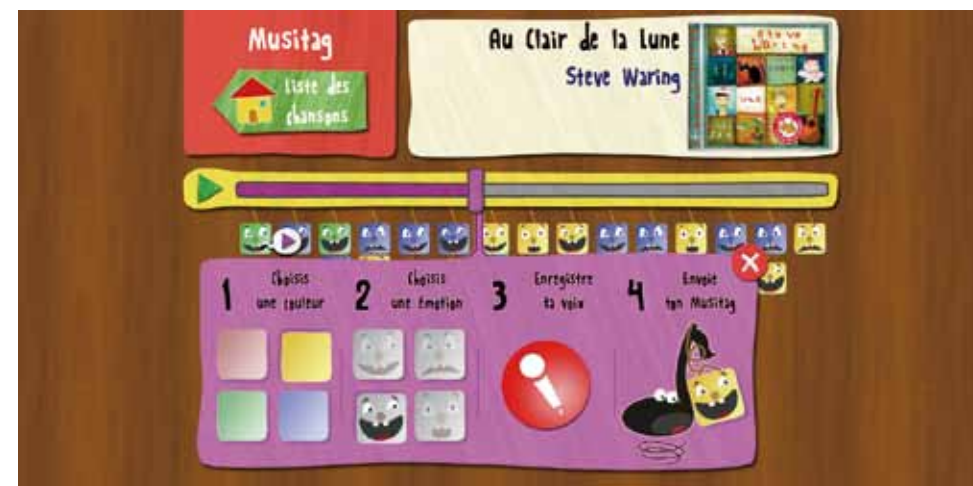 Musitag
liste des
chansons
Au Clair de la Lune
Steve Waring
Steve
Waring
1 Choisis
une couleur
2 Choisis
une émotion
3 Enregistre
ta voix
4 Envoie
ton Musitag